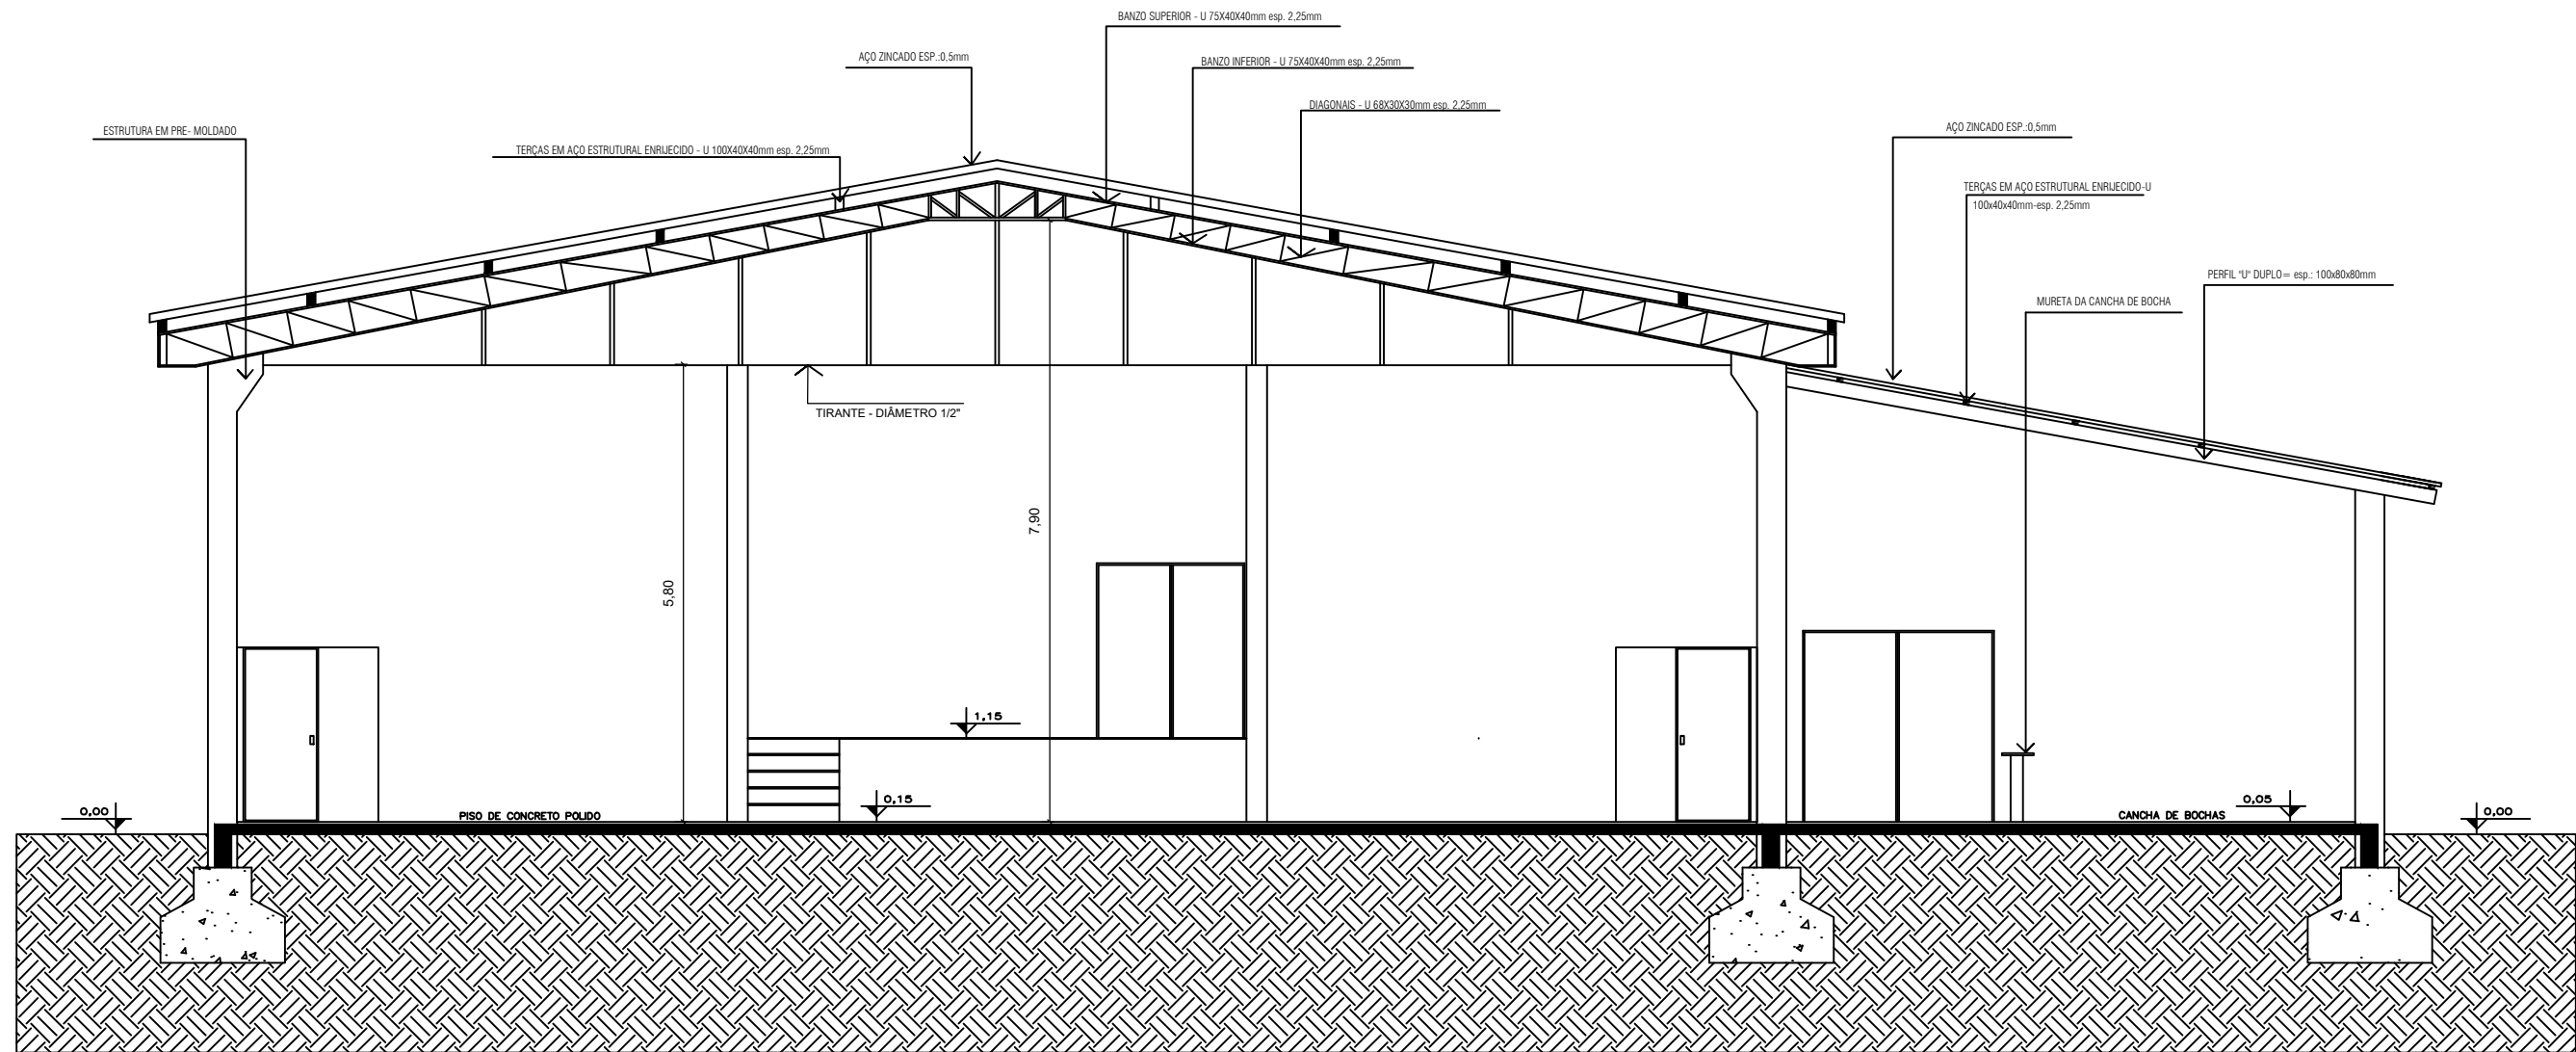 BANZO SUPERIOR - U 75X40X40mm esp. 2,25mm
AÇO ZINCADO ESP.:0,5mm
BANZO INFERIOR - U 75X40X40mm esp. 2,25mm
DIAGONAIS - U 68X30X30mm esp. 2,25mm
ESTRUTURA EM PRE- MOLDADO
TERÇAS EM AÇO ESTRUTURAL ENRIJECIDO - U 100X40X40mm esp. 2,25mm
AÇO ZINCADO ESP.:0,5mm
TERÇAS EM AÇO ESTRUTURAL ENRIJECIDO-U
100x40x40mm-esp. 2,25mm
PERFIL "U" DUPLO= esp.: 100x80x80mm
MURETA DA CANCHA DE BOCHA
TIRANTE - DIÂMETRO 1/2"
7,90
5,80
1,15
0,15
0,05
0,00
0,00
PISO DE CONCRETO POLIDO
CANCHA DE BOCHAS